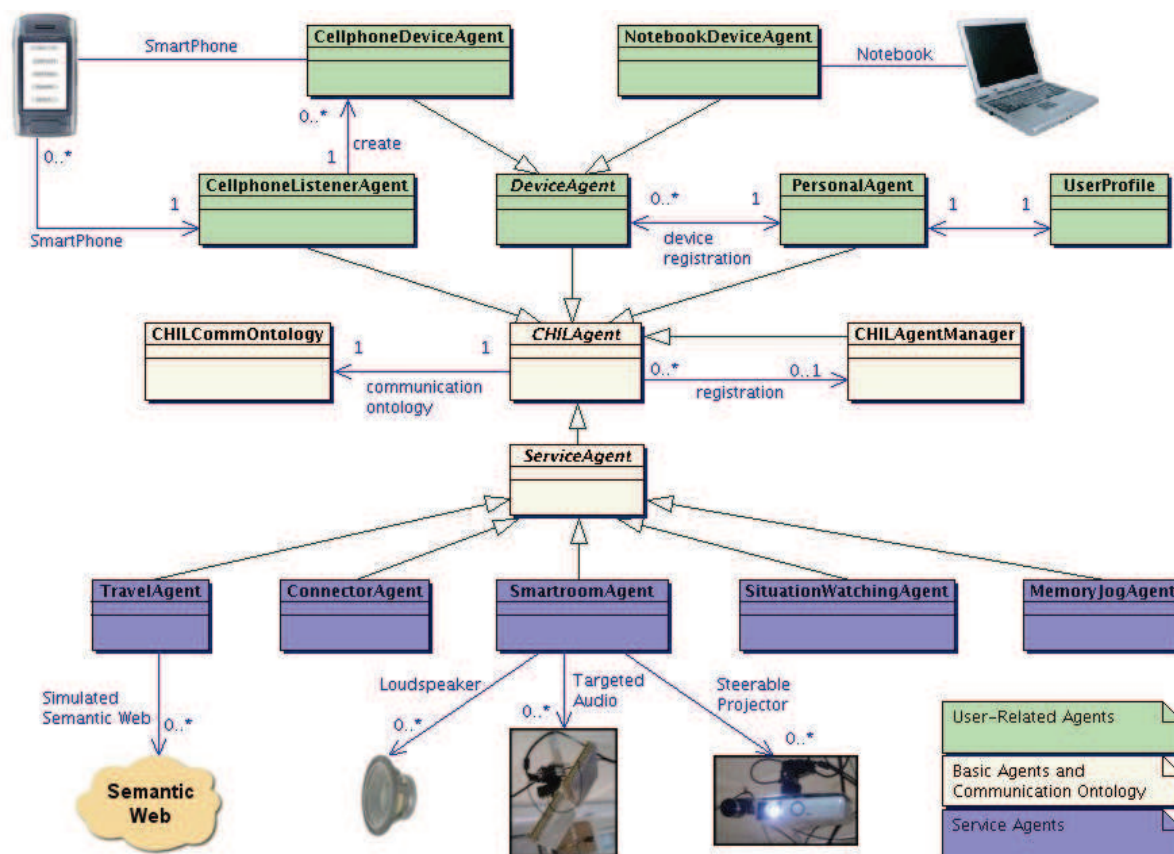 SmartPhone
CellphoneDeviceAgent
NotebookDeviceAgent
Notebook
0..*
0..*
create
1
CellphoneListenerAgent
DeviceAgent
PersonalAgent
UserProfile
1
SmartPhone
0..*
1
device
registration
1
1
CHILCommOntology
CHILAgent
CHILAgentManager
1
1
communication
ontology
0..*
0..1
registration
ServiceAgent
TravelAgent
ConnectorAgent
SmartroomAgent
SituationWatchingAgent
MemoryJogAgent
Simulated
Semantic Web
0..*
Loudspeaker
0..*
Targeted
Audio
0..*
Steerable
Projector
0..*
Semantic
Web
User-Related Agents
Basic Agents and
Communication Ontology
Service Agents